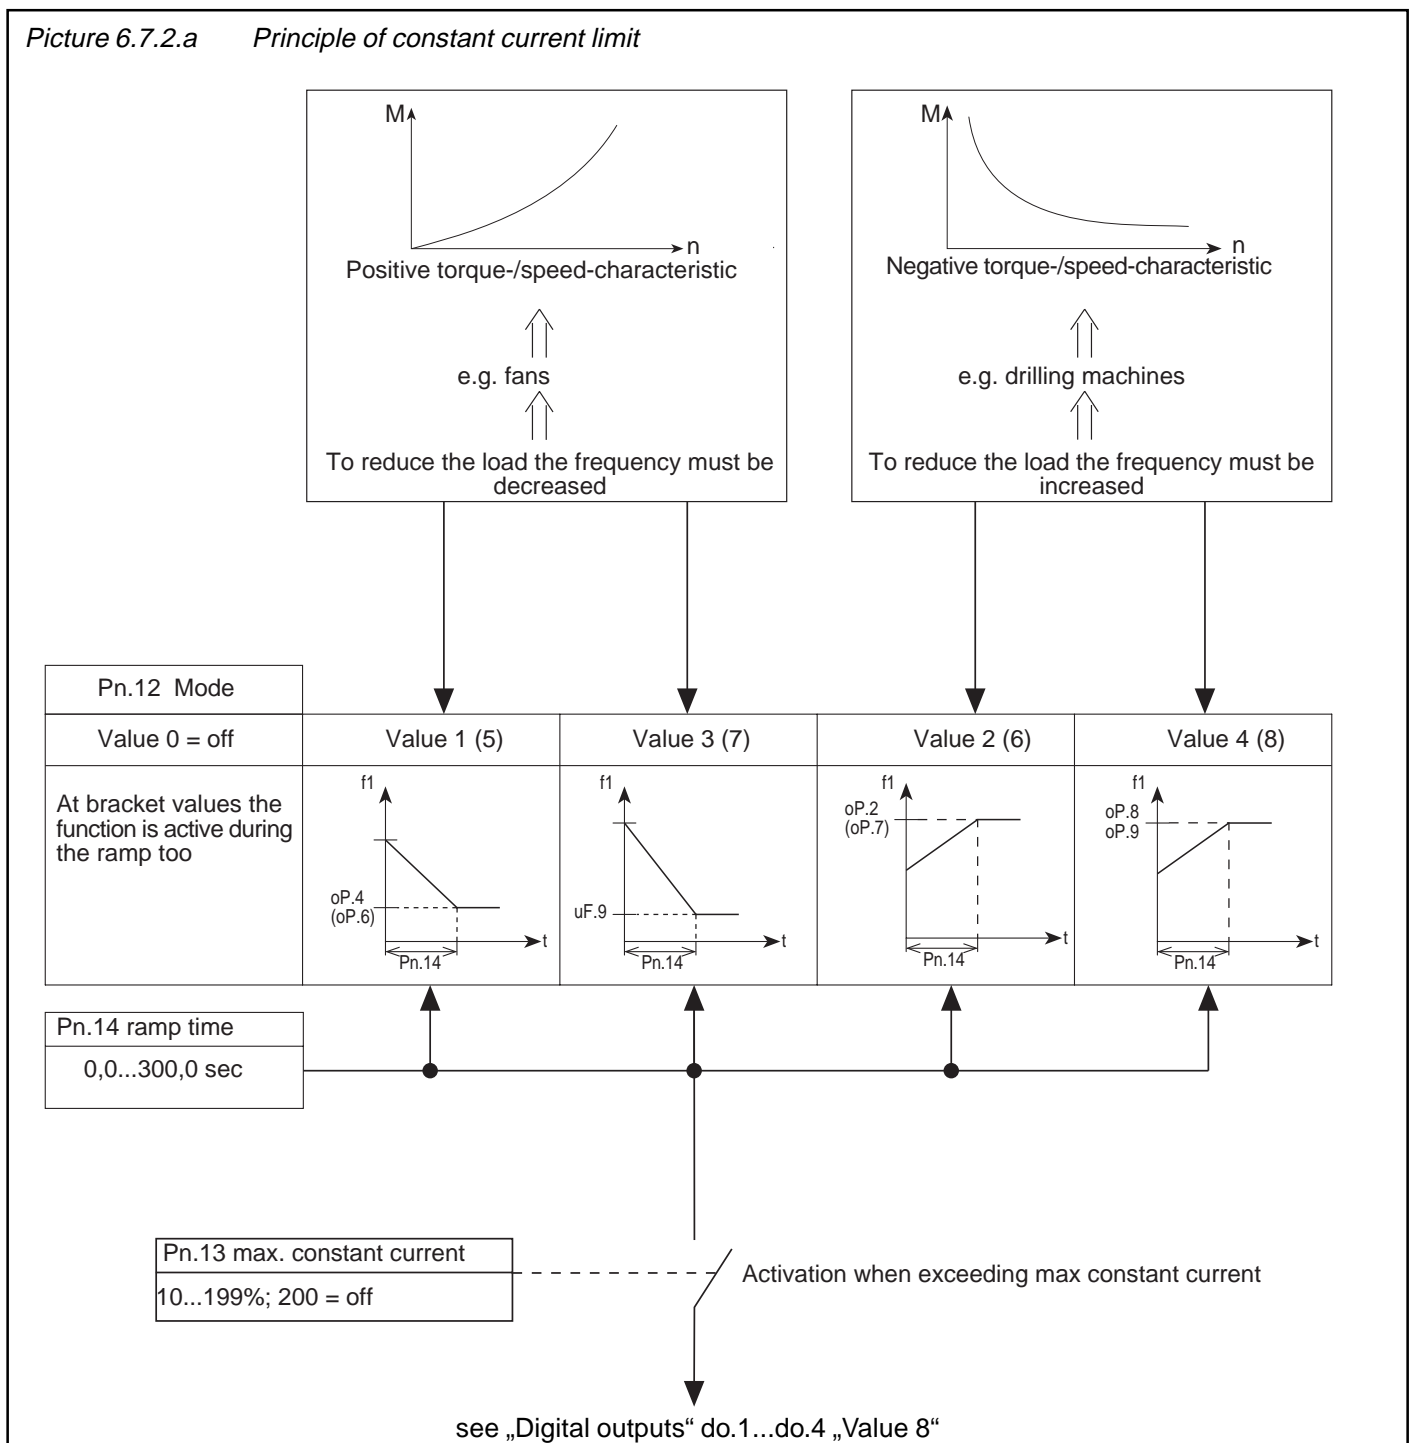 Picture 6.7.2.a Principle of constant current limit
M
n
Positive torque-/speed-characteristic
e.g. fans
To reduce the load the frequency must be
decreased
M
n
Negative torque-/speed-characteristic
e.g. drilling machines
To reduce the load the frequency must be
increased
Pn.12 Mode
Value 0 = off
Value 1 (5)
Value 3 (7)
Value 2 (6)
Value 4 (8)
At bracket values the
function is active during
the ramp too
f1
oP.4
(oP.6)
t
Pn.14
f1
uF.9
t
Pn.14
f1
oP.2
(oP.7)
t
Pn.14
f1
oP.8
oP.9
t
Pn.14
Pn.14 ramp time
0,0...300,0 sec
Pn.13 max. constant current
10...199%; 200 = off
Activation when exceeding max constant current
see „Digital outputs“ do.1...do.4 „Value 8“